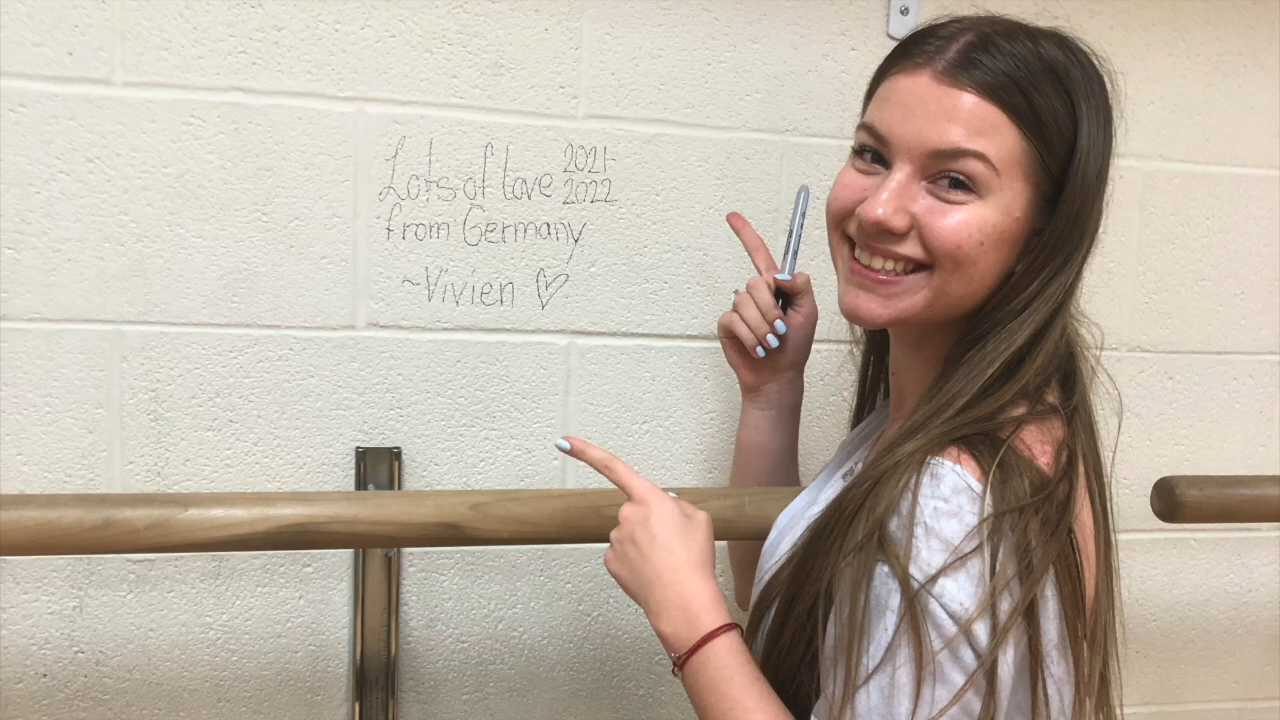 Lots of love 2021-
2022
from Germany
~Vivien ♡